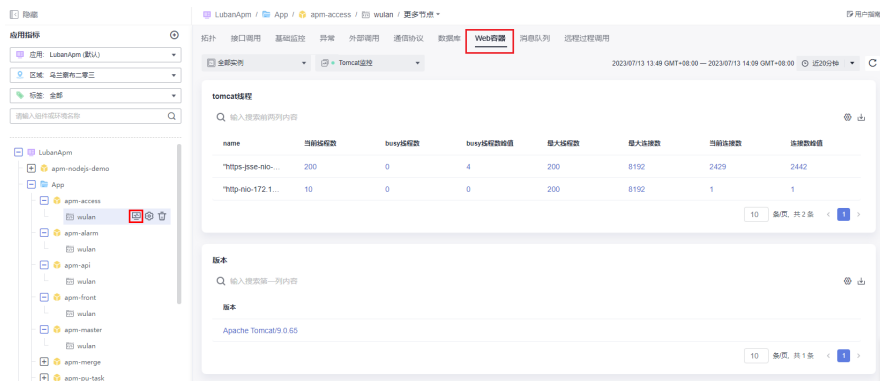 隐藏
LubanApm / App / apm-access / wulan / 更多节点
用户指南
应用指标
拓扑 接口调用 基础监控 异常 外部调用 通信协议 数据库 Web容器 消息队列 远程过程调用
应用: LubanApm (默认)
区域: 乌兰察布二零三
标签: 全部
请输入组件或环境名称
全部实例
Tomcat监控
2023/07/13 13:49 GMT+08:00 — 2023/07/13 14:09 GMT+08:00 近20分钟
LubanApm
apm-nodejs-demo
App
apm-access
wulan
apm-alarm
wulan
apm-api
wulan
apm-front
wulan
apm-master
wulan
apm-merge
apm-pu-task
tomcat线程
输入搜索前两列内容
name 当前线程数 busy线程数 busy线程数峰值 最大线程数 最大连接数 当前连接数 连接数峰值
"https-jsse-nio-... 200 0 4 200 8192 2429 2442
"http-nio-172.1... 10 0 0 200 8192 1 1
10 条/页, 共 2 条 < 1 >
版本
输入搜索第一列内容
版本
Apache Tomcat/9.0.65
10 条/页, 共 1 条 < 1 >